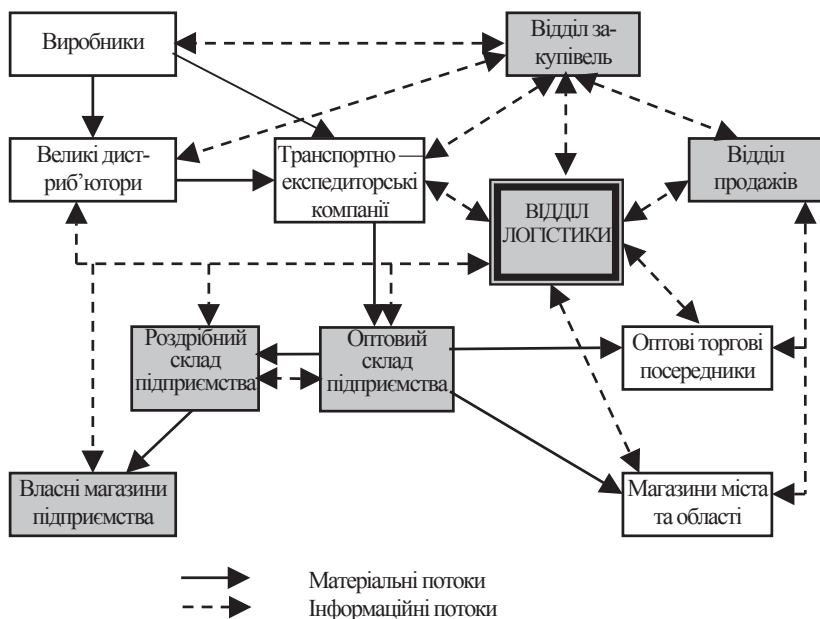 Виробники
Відділ за-
купівель
Великі дист-
риб’ютори
Транспортно —
експедиторські
компанії
Відділ
продажів
ВІДДІЛ
ЛОГІСТИКИ
Роздрібний
склад
підприємства
Оптовий
склад
підприємства
Оптові торгові
посередники
Власні магазини
підприємства
Магазини міста
та області
Матеріальні потоки
Інформаційні потоки